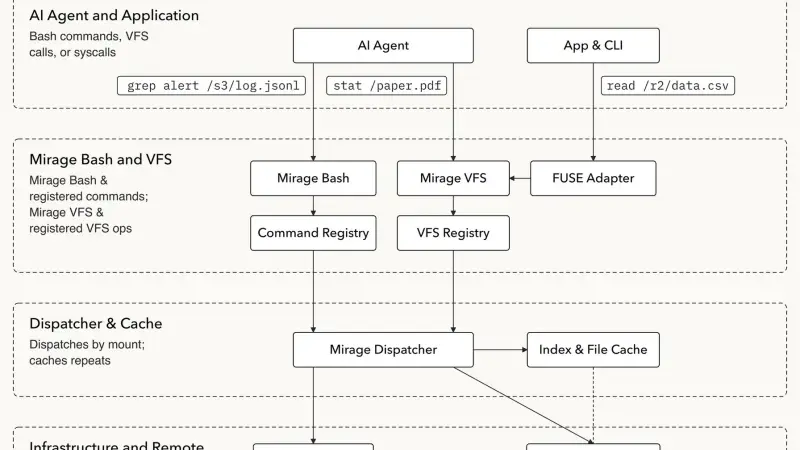 AI Agent and Application
Bash commands, VFS
calls, or syscalls
AI Agent
App & CLI
grep alert /s3/log.jsonl
stat /paper.pdf
read /r2/data.csv
Mirage Bash and VFS
Mirage Bash &
registered commands;
Mirage VFS &
registered VFS ops
Mirage Bash
Mirage VFS
FUSE Adapter
Command Registry
VFS Registry
Dispatcher & Cache
Dispatches by mount;
caches repeats
Mirage Dispatcher
Index & File Cache
Infrastructure and Remote